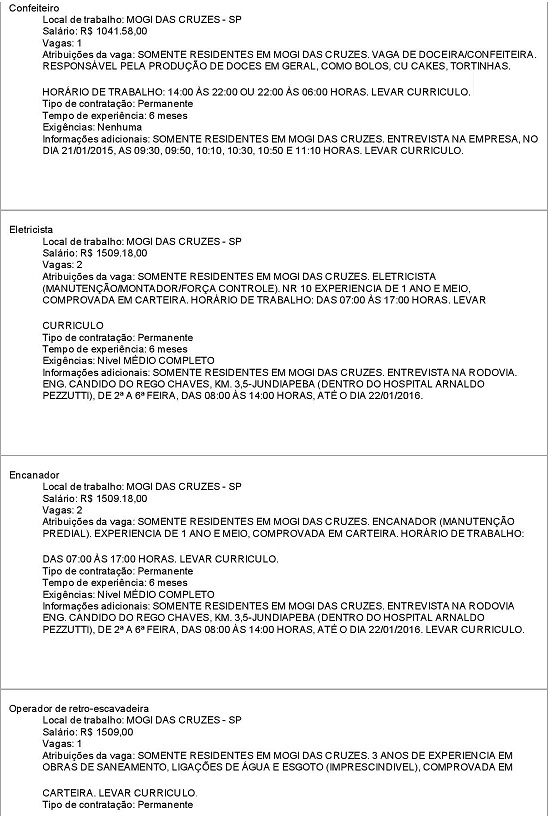 Confeiteiro
Local de trabalho: MOGI DAS CRUZES - SP
Salário: R$ 1041.58,00
Vagas: 1
Atribuições da vaga: SOMENTE RESIDENTES EM MOGI DAS CRUZES. VAGA DE DOCEIRA/CONFEITEIRA.
RESPONSÁVEL PELA PRODUÇÃO DE DOCES EM GERAL, COMO BOLOS, CU CAKES, TORTINHAS.
HORÁRIO DE TRABALHO: 14:00 ÀS 22:00 OU 22:00 ÀS 06:00 HORAS. LEVAR CURRICULO.
Tipo de contratação: Permanente
Tempo de experiência: 6 meses
Exigências: Nenhuma
Informações adicionais: SOMENTE RESIDENTES EM MOGI DAS CRUZES. ENTREVISTA NA EMPRESA, NO
DIA 21/01/2015, AS 09:30, 09:50, 10:10, 10:30, 10:50 E 11:10 HORAS. LEVAR CURRICULO.
Eletricista
Local de trabalho: MOGI DAS CRUZES - SP
Salário: R$ 1509.18,00
Vagas: 2
Atribuições da vaga: SOMENTE RESIDENTES EM MOGI DAS CRUZES. ELETRICISTA
(MANUTENÇÃO/MONTADOR/FORÇA CONTROLE). NR 10 EXPERIENCIA DE 1 ANO E MEIO,
COMPROVADA EM CARTEIRA. HORÁRIO DE TRABALHO: DAS 07:00 ÀS 17:00 HORAS. LEVAR
CURRICULO
Tipo de contratação: Permanente
Tempo de experiência: 6 meses
Exigências: Nivel MÉDIO COMPLETO
Informações adicionais: SOMENTE RESIDENTES EM MOGI DAS CRUZES. ENTREVISTA NA RODOVIA.
ENG. CANDIDO DO REGO CHAVES, KM. 3,5-JUNDIAPEBA (DENTRO DO HOSPITAL ARNALDO
PEZZUTTI), DE 2ª A 6ª FEIRA, DAS 08:00 ÀS 14:00 HORAS, ATÉ O DIA 22/01/2016.
Encanador
Local de trabalho: MOGI DAS CRUZES - SP
Salário: R$ 1509.18,00
Vagas: 2
Atribuições da vaga: SOMENTE RESIDENTES EM MOGI DAS CRUZES. ENCANADOR (MANUTENÇÃO
PREDIAL). EXPERIENCIA DE 1 ANO E MEIO, COMPROVADA EM CARTEIRA. HORÁRIO DE TRABALHO:
DAS 07:00 ÀS 17:00 HORAS. LEVAR CURRICULO.
Tipo de contratação: Permanente
Tempo de experiência: 6 meses
Exigências: Nivel MÉDIO COMPLETO
Informações adicionais: SOMENTE RESIDENTES EM MOGI DAS CRUZES. ENTREVISTA NA RODOVIA
ENG. CANDIDO DO REGO CHAVES, KM. 3,5-JUNDIAPEBA (DENTRO DO HOSPITAL ARNALDO
PEZZUTTI), DE 2ª A 6ª FEIRA, DAS 08:00 ÀS 14:00 HORAS, ATÉ O DIA 22/01/2016. LEVAR CURRICULO.
Operador de retro-escavadeira
Local de trabalho: MOGI DAS CRUZES - SP
Salário: R$ 1509,00
Vagas: 1
Atribuições da vaga: SOMENTE RESIDENTES EM MOGI DAS CRUZES. 3 ANOS DE EXPERIENCIA EM
OBRAS DE SANEAMENTO, LIGAÇÕES DE ÁGUA E ESGOTO (IMPRESCINDIVEL), COMPROVADA EM
CARTEIRA. LEVAR CURRICULO.
Tipo de contratação: Permanente